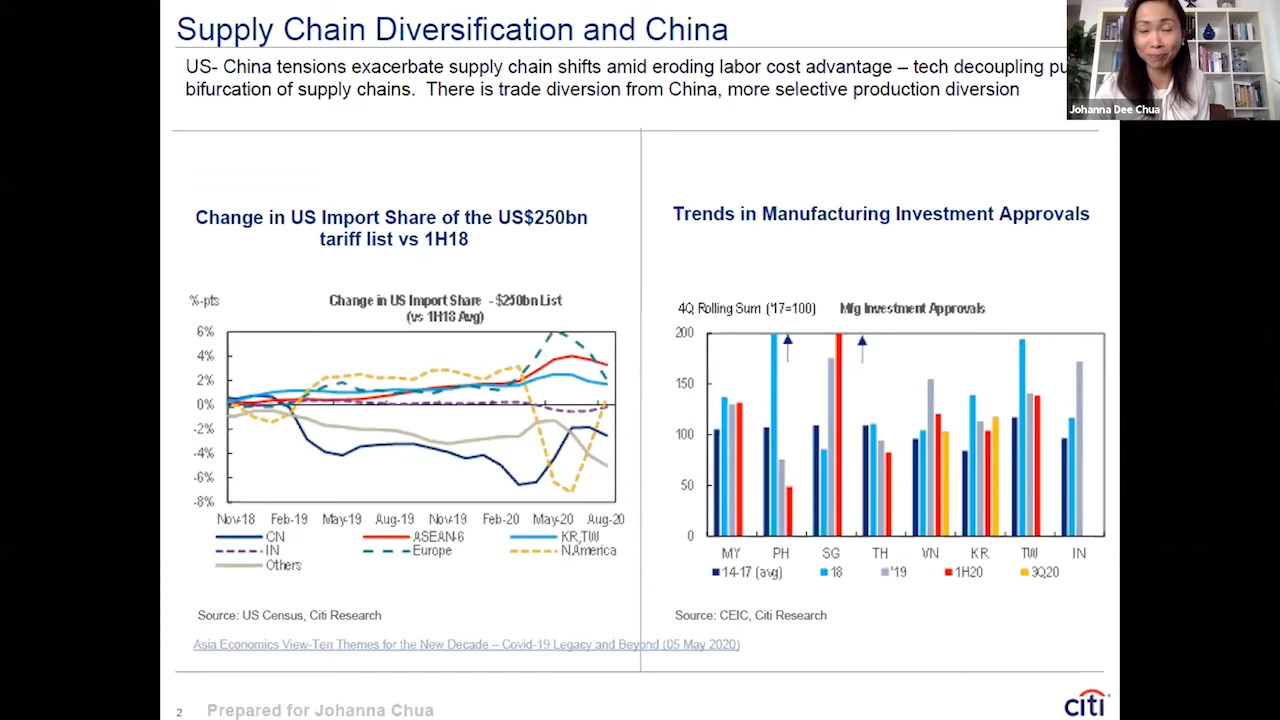 Supply Chain Diversification and China
US- China tensions exacerbate supply chain shifts amid eroding labor cost advantage – tech decoupling pu
bifurcation of supply chains. There is trade diversion from China, more selective production diversion
Johanna Dee Chua
Change in US Import Share of the US$250bn
tariff list vs 1H18
%-pts
Change in US Import Share - $250bn List
(vs 1H18 Avg)
6%
4%
2%
0%
-2%
-4%
-6%
-8%
Nov-18 Feb-19 May-19 Aug-19 Nov-19 Feb-20 May-20 Aug-20
CN ASEAN-6 KR,TW
IN Europe N.America
Others
Source: US Census, Citi Research
Trends in Manufacturing Investment Approvals
4Q Rolling Sum ('17=100) Mfg Investment Approvals
200
150
100
50
0
MY PH SG TH VN KR TW IN
14-17 (avg) 18 '19 1H20 3Q20
Source: CEIC, Citi Research
Asia Economics View-Ten Themes for the New Decade – Covid-19 Legacy and Beyond (05 May 2020)
2 Prepared for Johanna Chua
citi